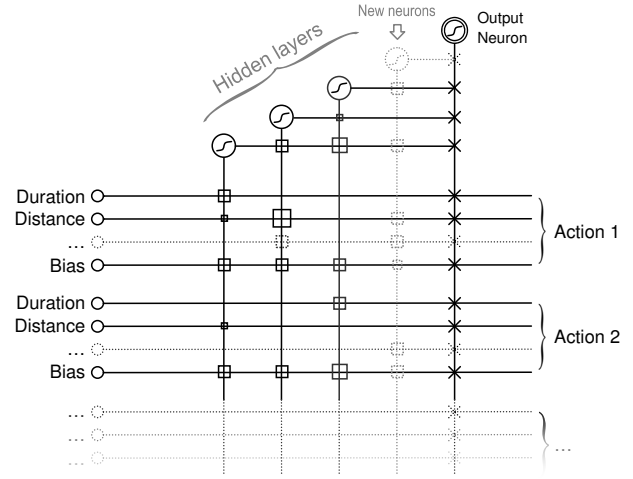 New neurons
Output
Neuron
Hidden layers
Duration
Distance
...
Bias
Action 1
Duration
Distance
...
Bias
Action 2
...
...
...
...